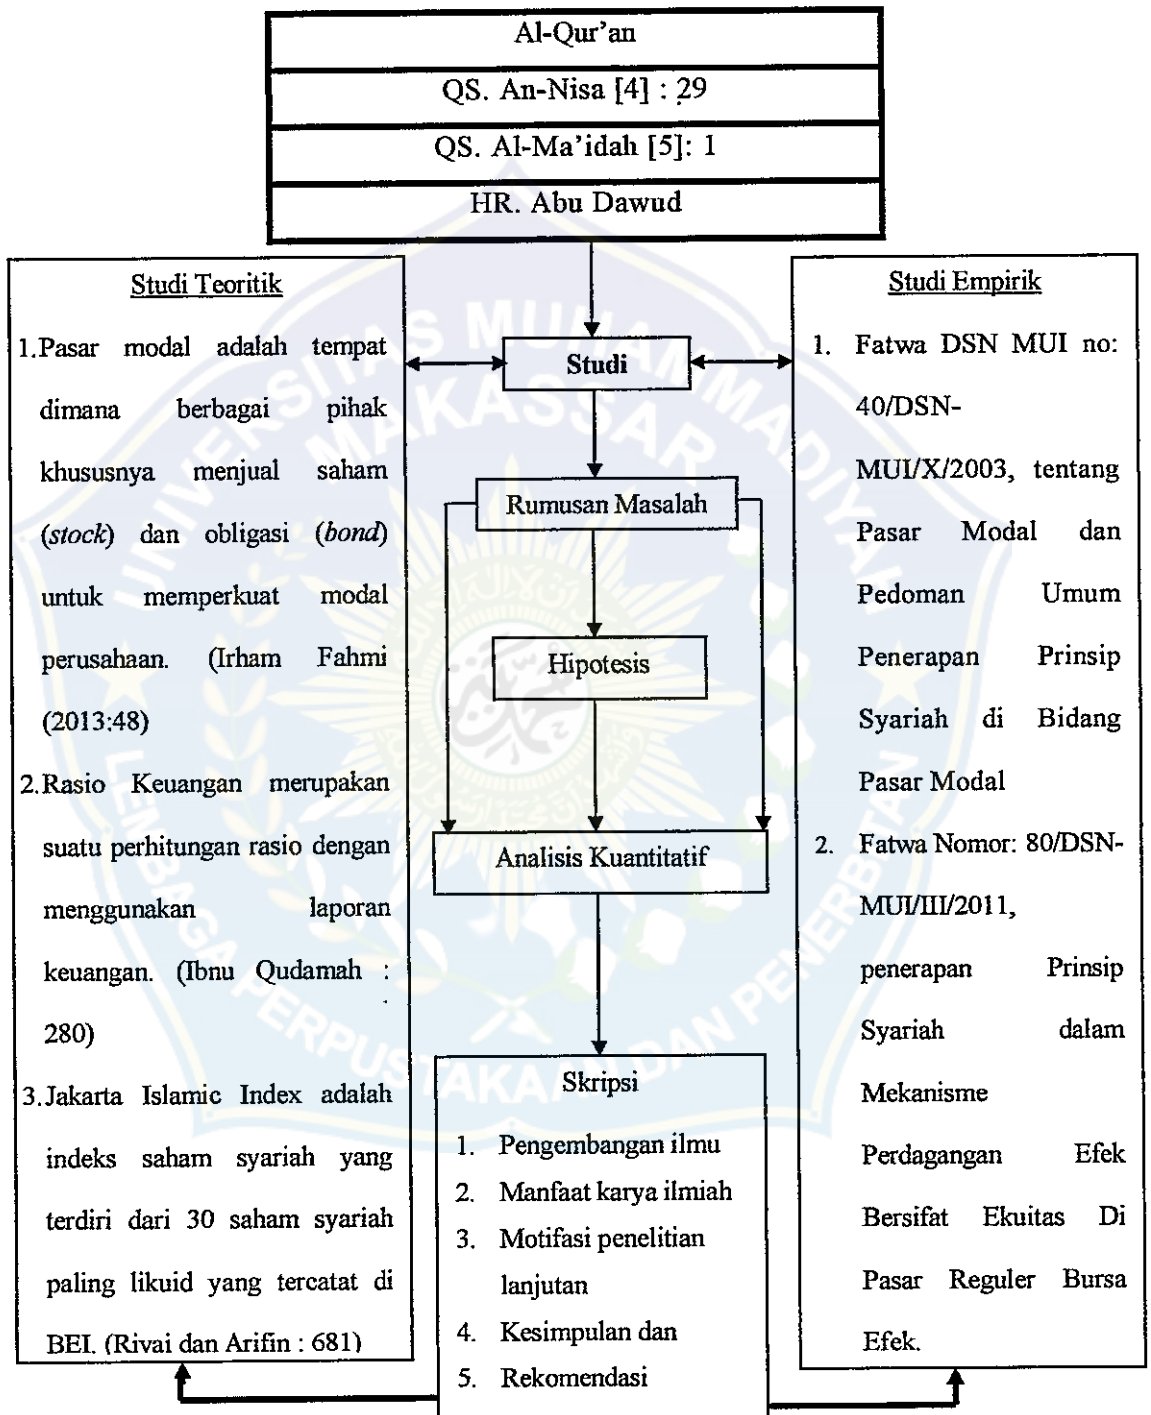 Al-Qur’an
QS. An-Nisa [4] : 29
QS. Al-Ma’idah [5]: 1
HR. Abu Dawud
Studi Teoritik
1.Pasar modal adalah tempat
dimana berbagai pihak
khususnya menjual saham
(stock) dan obligasi (bond)
untuk memperkuat modal
perusahaan. (Irham Fahmi
(2013:48)
2.Rasio Keuangan merupakan
suatu perhitungan rasio dengan
menggunakan laporan
keuangan. (Ibnu Qudamah :
280)
3.Jakarta Islamic Index adalah
indeks saham syariah yang
terdiri dari 30 saham syariah
paling likuid yang tercatat di
BEI. (Rivai dan Arifin : 681)
Studi
Rumusan Masalah
Hipotesis
Analisis Kuantitatif
Skripsi
1. Pengembangan ilmu
2. Manfaat karya ilmiah
3. Motifasi penelitian
lanjutan
4. Kesimpulan dan
5. Rekomendasi
Studi Empirik
1. Fatwa DSN MUI no:
40/DSN-
MUI/X/2003, tentang
Pasar Modal dan
Pedoman Umum
Penerapan Prinsip
Syariah di Bidang
Pasar Modal
2. Fatwa Nomor: 80/DSN-
MUI/III/2011,
penerapan Prinsip
Syariah dalam
Mekanisme
Perdagangan Efek
Bersifat Ekuitas Di
Pasar Reguler Bursa
Efek.
UNIVERSITAS MUHAMMADIYAH
MAKASSAR
LEMBAGA PERPUSTAKAAN DAN PENERBITAN